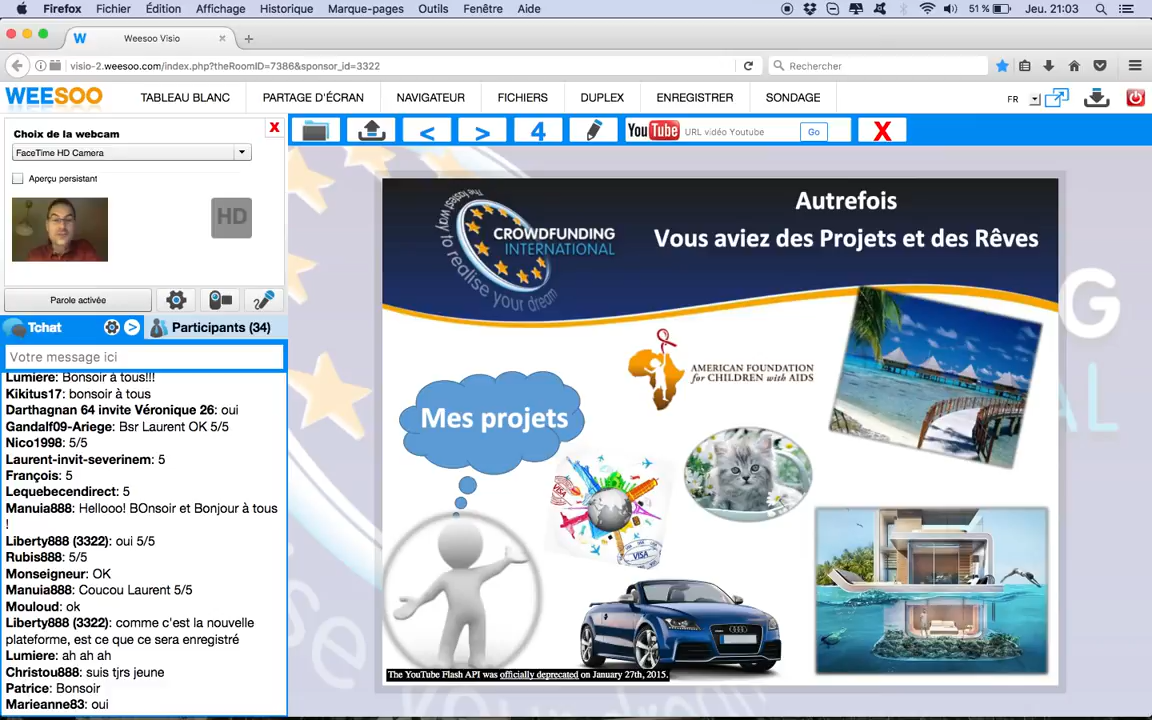 Firefox Fichier Édition Affichage Historique Marque-pages Outils Fenêtre Aide 51 % Jeu. 21:03
W Weesoo Visio
visio-2.weesoo.com/index.php?theRoomID=7386&sponsor_id=3322
Rechercher
WEESOO TABLEAU BLANC PARTAGE D'ÉCRAN NAVIGATEUR FICHIERS DUPLEX ENREGISTRER SONDAGE FR
Choix de la webcam X
FaceTime HD Camera
Aperçu persistant
HD
Parole activée
Tchat Participants (34)
Votre message ici
Lumiere: Bonsoir à tous!!!
Kikitus17: bonsoir à tous
Darthagnan 64 invite Véronique 26: oui
Gandalf09-Ariege: Bsr Laurent OK 5/5
Nico1998: 5/5
Laurent-invit-severinem: 5
François: 5
Lequebecendirect: 5
Manuia888: Hellooo! BOnsoir et Bonjour à tous
!
Liberty888 (3322): oui 5/5
Rubis888: 5/5
Monseigneur: OK
Manuia888: Coucou Laurent 5/5
Mouloud: ok
Liberty888 (3322): comme c'est la nouvelle
plateforme, est ce que ce sera enregistré
Lumiere: ah ah ah
Christou888: suis tjrs jeune
Patrice: Bonsoir
Marieanne83: oui
< > 4 YouTube URL vidéo Youtube Go X
CROWDFUNDING
INTERNATIONAL
The fastest way to realise your dream
Autrefois
Vous aviez des Projets et des Rêves
AMERICAN FOUNDATION
for CHILDREN with AIDS
Mes projets
VISA
VISA
The YouTube Flash API was officially deprecated on January 27th, 2015.